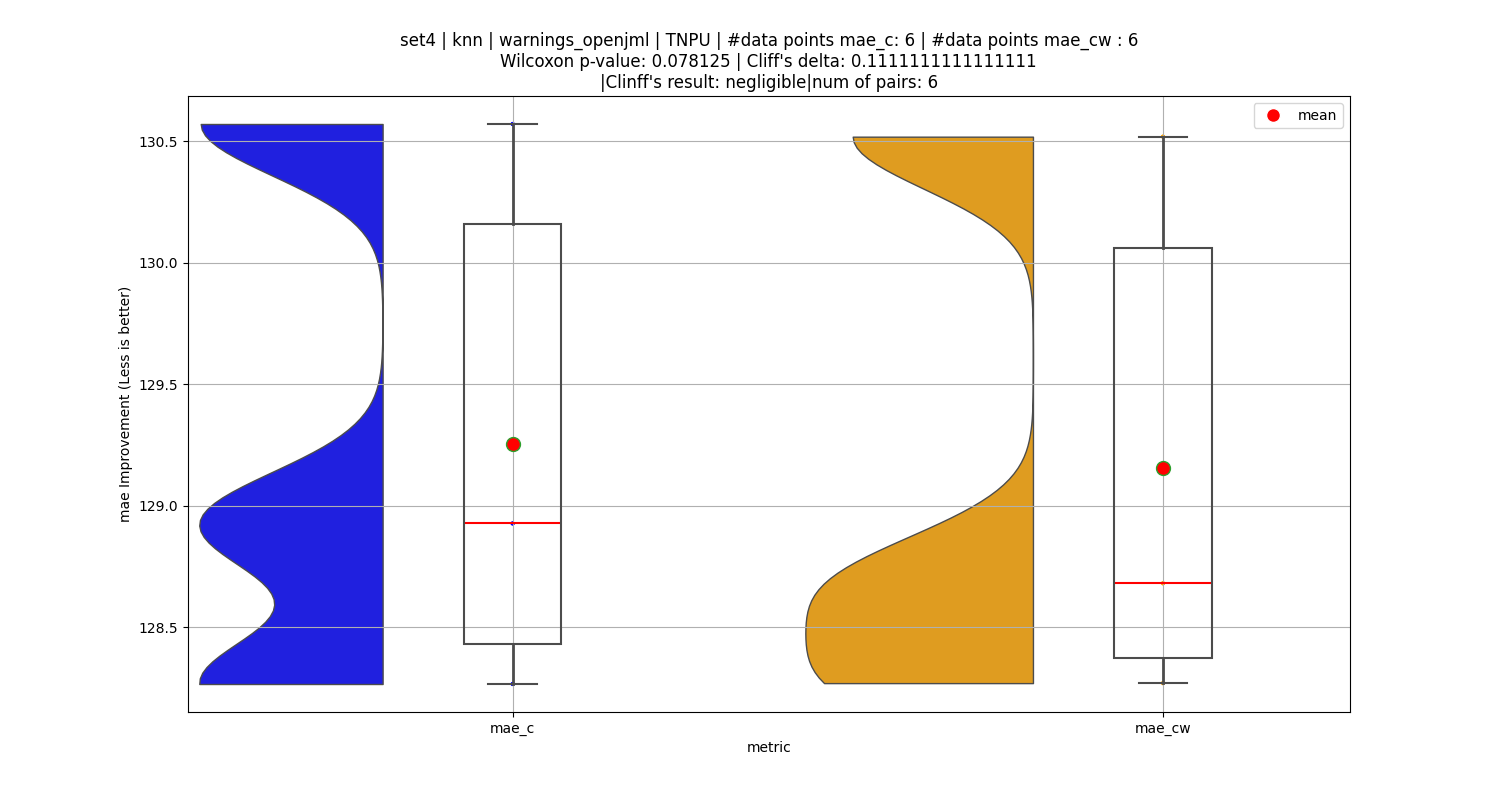 set4 | knn | warnings_openjml | TNPU | #data points mae_c: 6 | #data points mae_cw : 6
Wilcoxon p-value: 0.078125 | Cliff's delta: 0.1111111111111111
|Clinff's result: negligible|num of pairs: 6
mean
mae Improvement (Less is better)
130.5
130.0
129.5
129.0
128.5
mae_c
mae_cw
metric